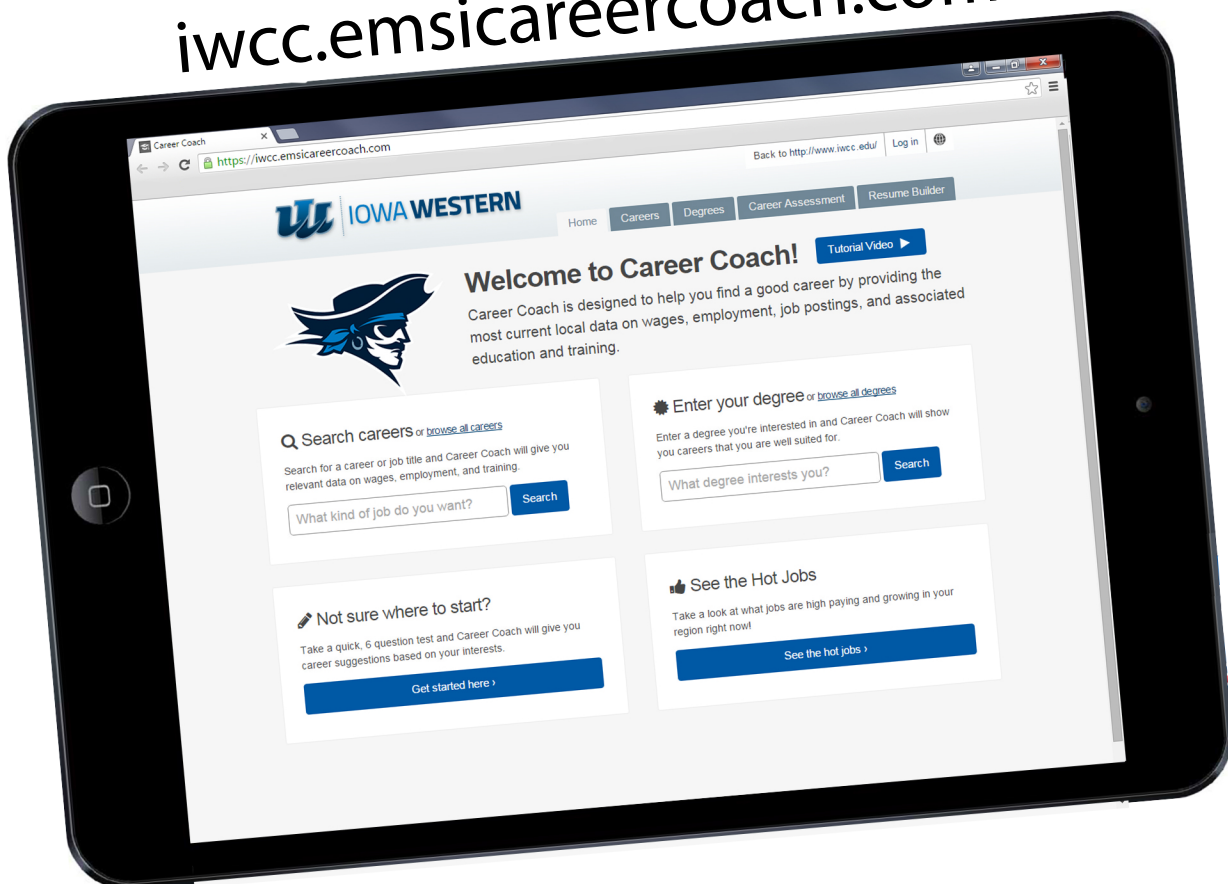 iwcc.emsicareercoach.com
Career Coach
https://iwcc.emsicareercoach.com
Back to http://www.iwcc.edu/ Log in
IOWA WESTERN
Home Careers Degrees Career Assessment Resume Builder
Welcome to Career Coach! Tutorial Video
Career Coach is designed to help you find a good career by providing the
most current local data on wages, employment, job postings, and associated
education and training.
Search careers or browse all careers
Search for a career or job title and Career Coach will give you
relevant data on wages, employment, and training.
What kind of job do you want? Search
Enter your degree or browse all degrees
Enter a degree you're interested in and Career Coach will show
you careers that you are well suited for.
What degree interests you? Search
Not sure where to start?
Take a quick, 6 question test and Career Coach will give you
career suggestions based on your interests.
Get started here ›
See the Hot Jobs
Take a look at what jobs are high paying and growing in your
region right now!
See the hot jobs ›